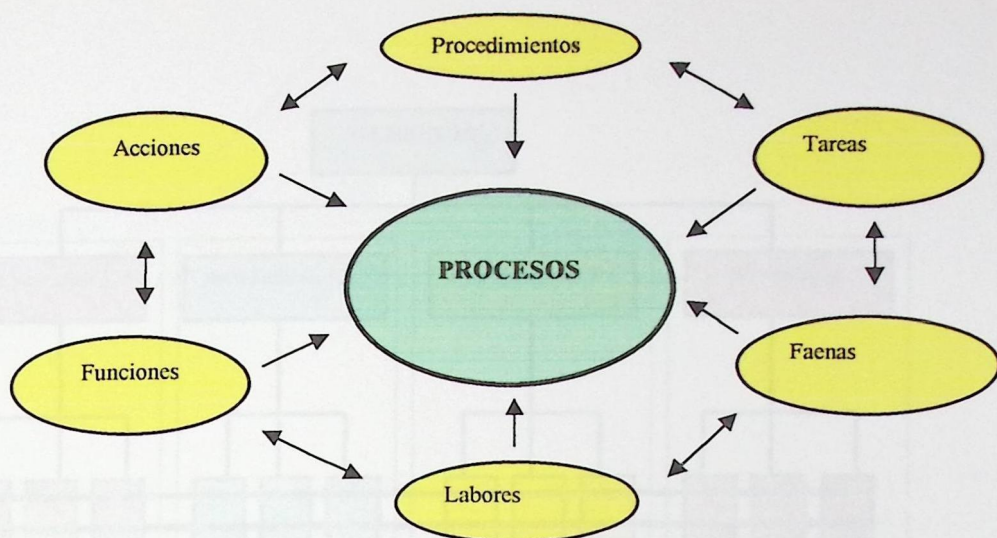 Procedimientos
Acciones
Tareas
PROCESOS
Funciones
Faenas
Labores